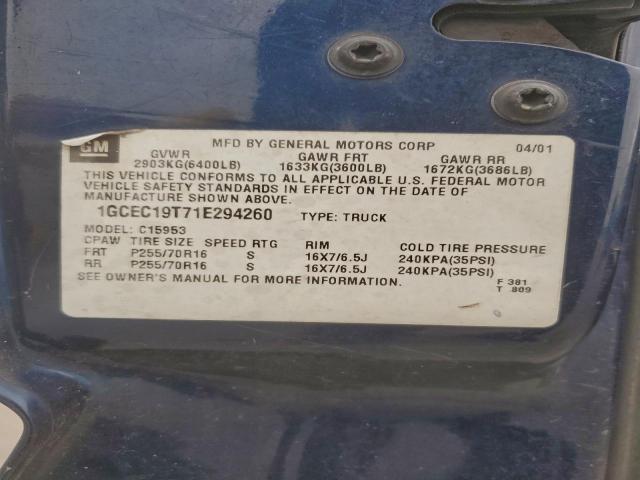 GM
MFD BY GENERAL MOTORS CORP 04/01
GVWR GAWR FRT GAWR RR
2903KG(6400LB) 1633KG(3600LB) 1672KG(3686LB)
THIS VEHICLE CONFORMS TO ALL APPLICABLE U.S. FEDERAL MOTOR
VEHICLE SAFETY STANDARDS IN EFFECT ON THE DATE OF
MANUFACTURE SHOWN ABOVE.
1GCEC19T71E294260 TYPE: TRUCK
MODEL: C15953
CPAW TIRE SIZE SPEED RTG RIM COLD TIRE PRESSURE
FRT P255/70R16 S 16X7/6.5J 240KPA(35PSI)
RR P255/70R16 S 16X7/6.5J 240KPA(35PSI)
SEE OWNER'S MANUAL FOR MORE INFORMATION.
F 381
T 809